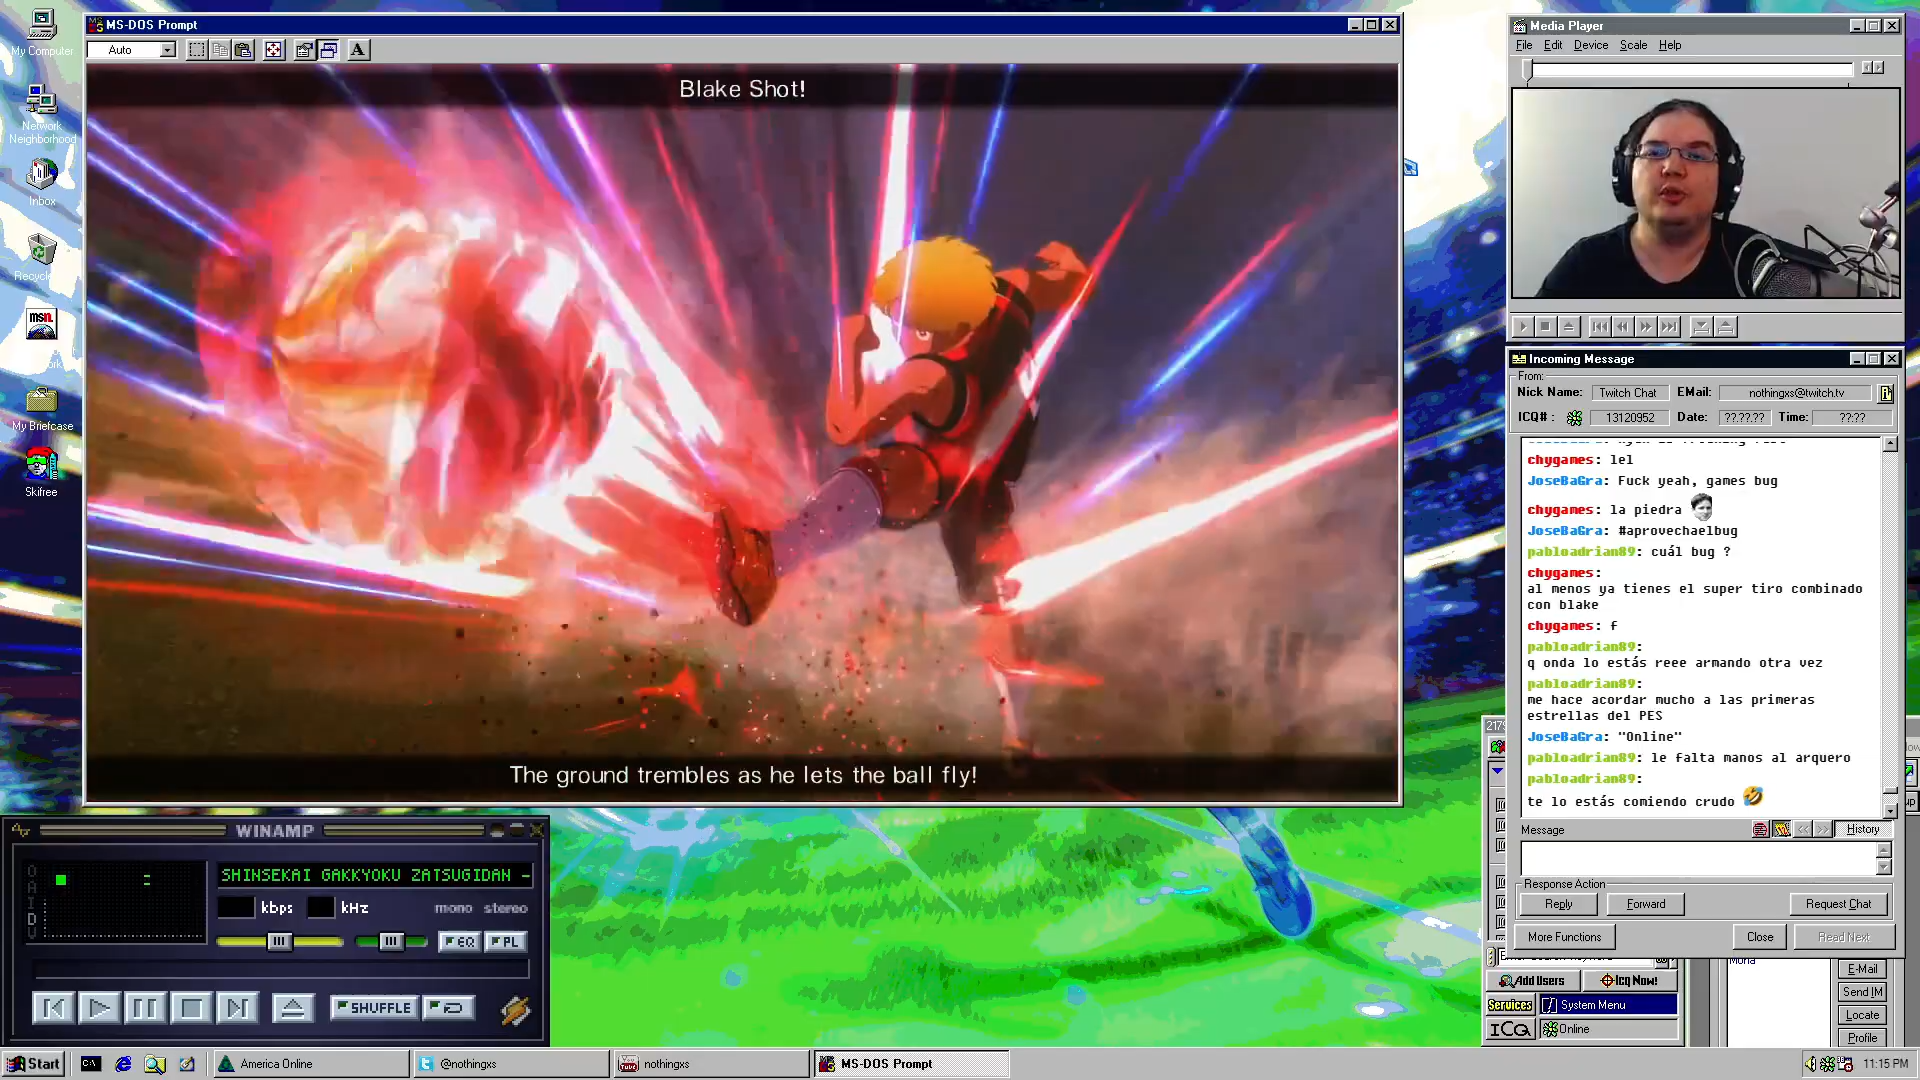 My Computer
Network
Neighborhood
Inbox
msn
My Briefcase
Skifree
MS-DOS Prompt
Auto
A
Blake Shot!
The ground trembles as he lets the ball fly!
Media Player
File Edit Device Scale Help
Incoming Message
From:
Nick Name: Twitch Chat EMail: nothingxs@twitch.tv
ICQ# : 13120952 Date: ??.??.?? Time: ??:??
chygames: lel
JoseBaGra: Fuck yeah, games bug
chygames: la piedra
JoseBaGra: #aprovechaelbug
pabloadrian89: cuál bug ?
chygames:
al menos ya tienes el super tiro combinado
con blake
chygames: f
pabloadrian89:
q onda lo estás reee armando otra vez
pabloadrian89:
me hace acordar mucho a las primeras
estrellas del PES
JoseBaGra: "Online"
pabloadrian89: le falta manos al arquero
pabloadrian89:
te lo estás comiendo crudo 🤣
Message
History
Response Action
Reply Forward Request Chat
More Functions Close Read Next
Add Users Icq Now!
Services System Menu
ICQ Online
E-Mail
Send IM
Locate
Profile
WINAMP
SHINSEKAI GAKKYOKU ZATSUGIDAN -
kbps kHz mono stereo
EQ PL
SHUFFLE
Start
America Online
@nothingxs
nothingxs
MS-DOS Prompt
11:15 PM